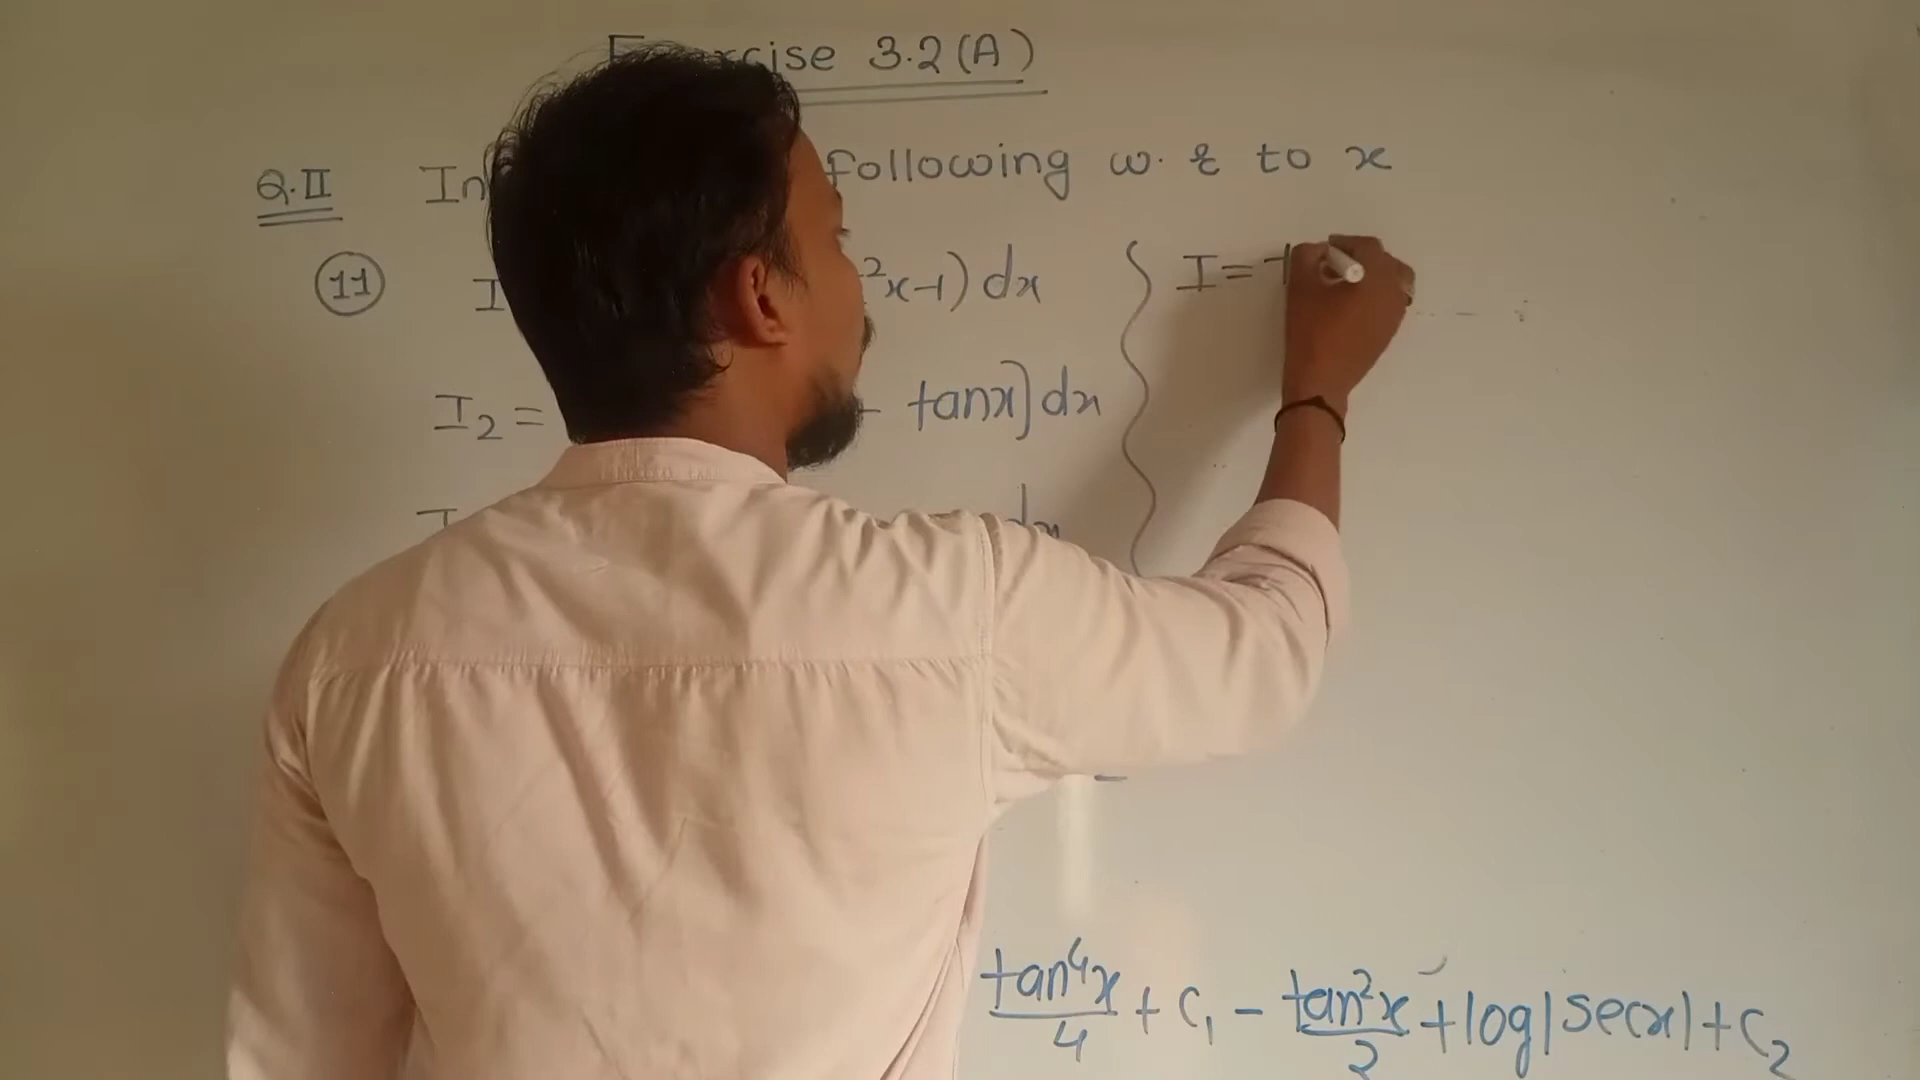 cise 3.2(A)
Q.II In following w.r to x
11 I ²x-1) dx
I₂ = tanx] dx
I dx
I =
tan⁴x/4 + C₁ - tan²x/2 + log|secx| + C₂